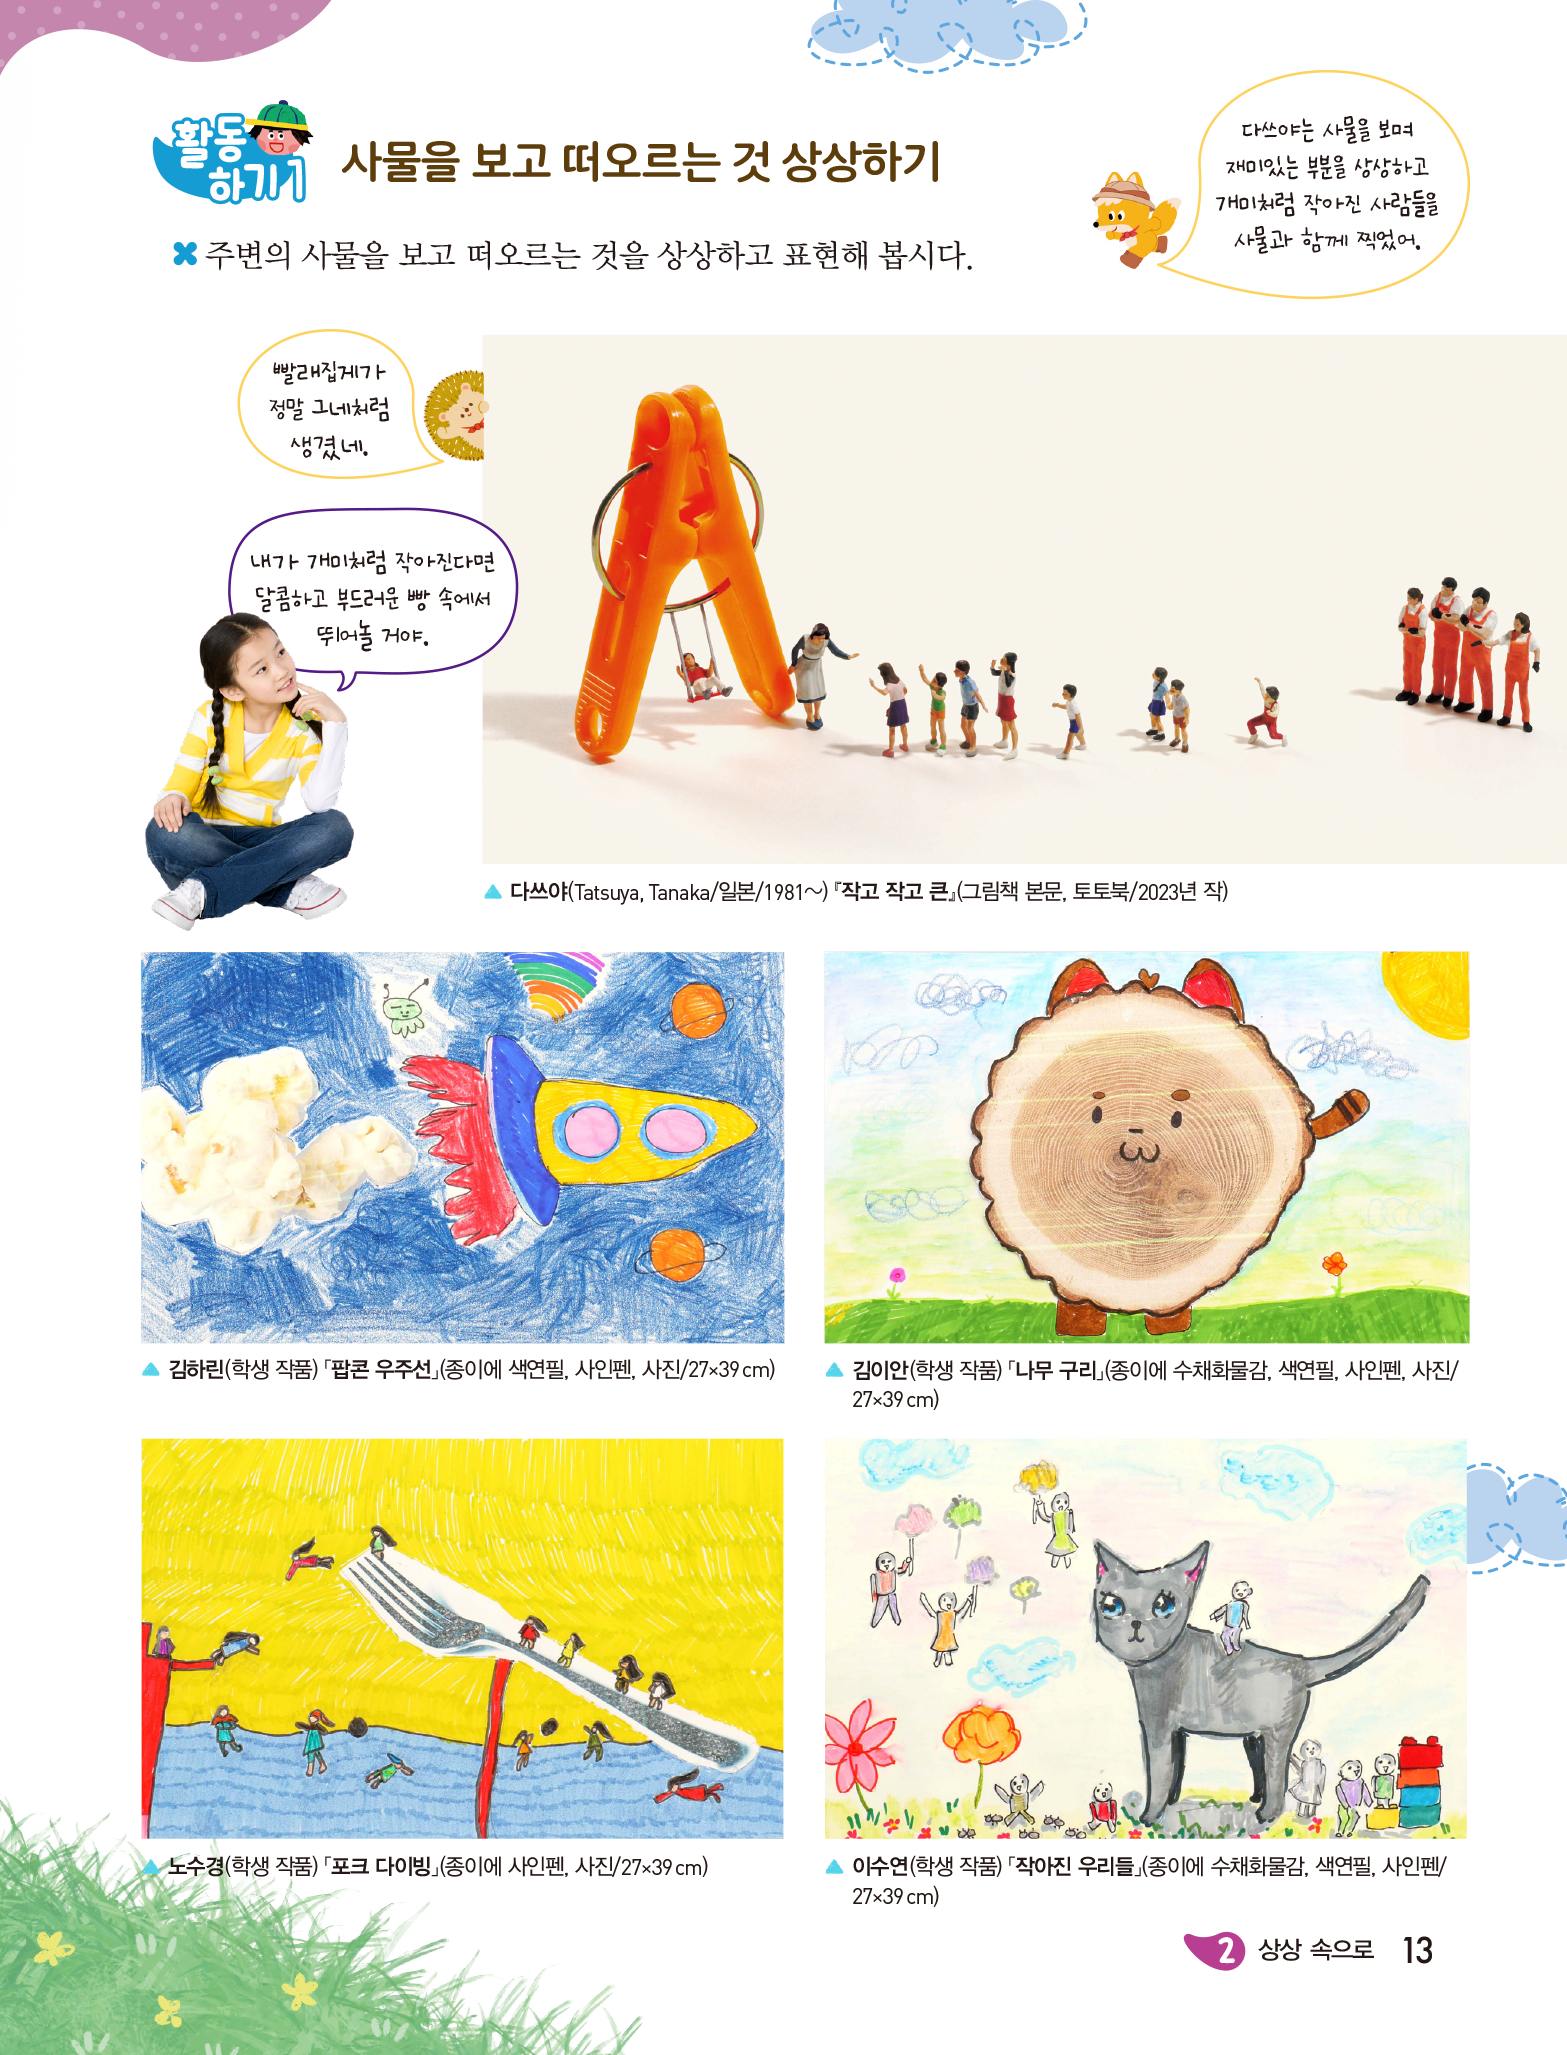 활동
하기 1
사물을 보고 떠오르는 것 상상하기
주변의 사물을 보고 떠오르는 것을 상상하고 표현해 봅시다.
다쓰야는 사물을 보며
재미있는 부분을 상상하고
개미처럼 작아진 사람들을
사물과 함께 찍었어.
빨래집게가
정말 그네처럼
생겼네.
내가 개미처럼 작아진다면
달콤하고 부드러운 빵 속에서
뛰어놀 거야.
다쓰야(Tatsuya, Tanaka/일본/1981~) 『작고 작고 큰』(그림책 본문, 토토북/2023년 작)
김하린(학생 작품) 「팝콘 우주선」(종이에 색연필, 사인펜, 사진/27×39 cm)
김이안(학생 작품) 「나무 구리」(종이에 수채화물감, 색연필, 사인펜, 사진/
27×39 cm)
노수경(학생 작품) 「포크 다이빙」(종이에 사인펜, 사진/27×39 cm)
이수연(학생 작품) 「작아진 우리들」(종이에 수채화물감, 색연필, 사인펜/
27×39 cm)
2 상상 속으로 13